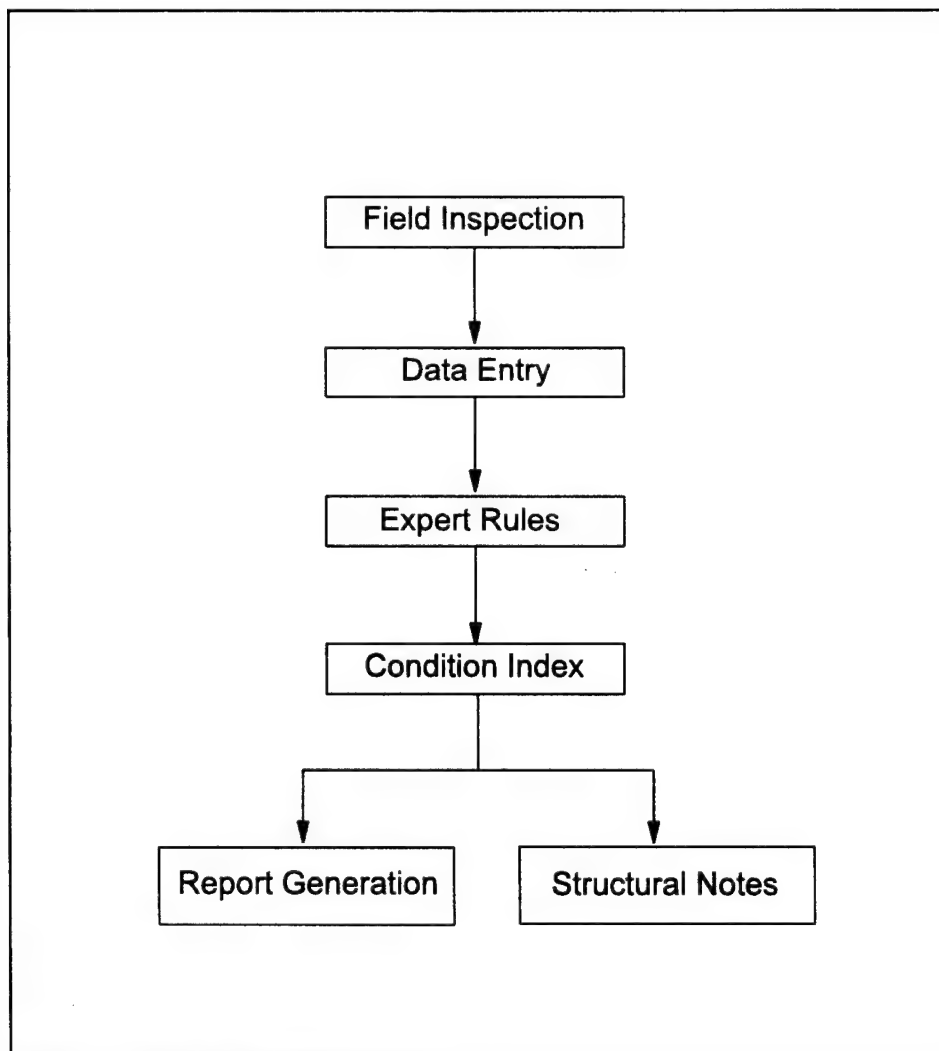 Field Inspection
Data Entry
Expert Rules
Condition Index
Report Generation
Structural Notes